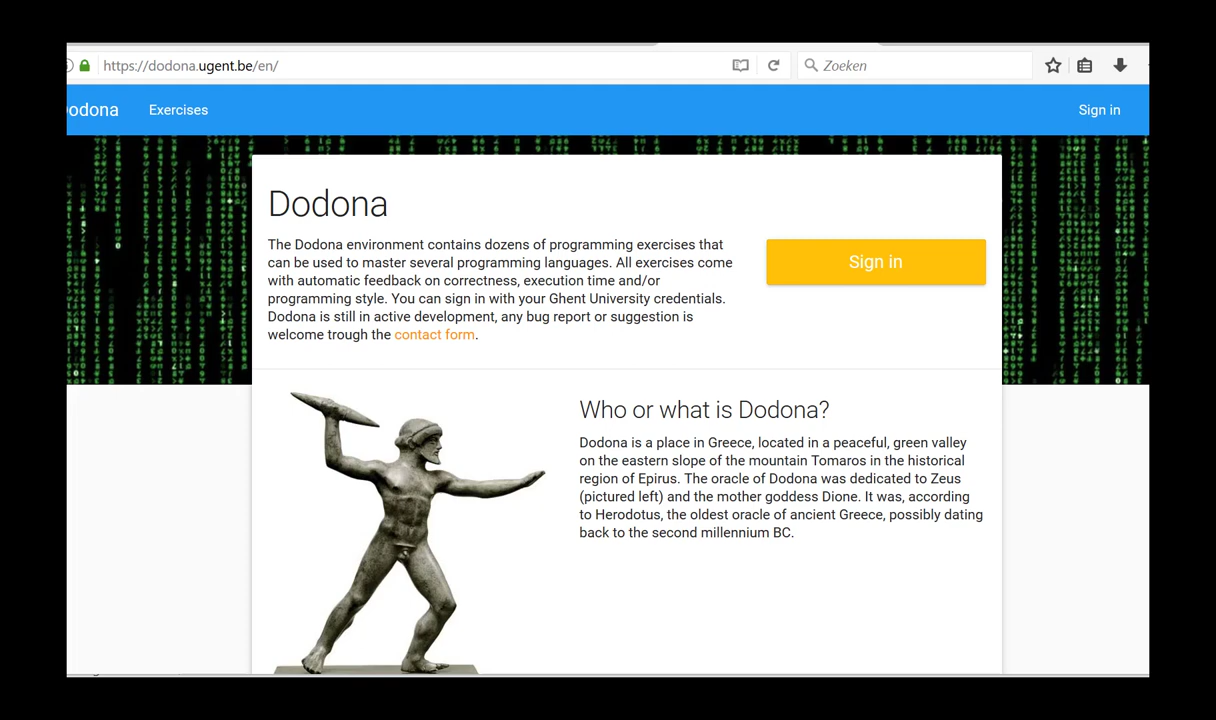 https://dodona.ugent.be/en/
Zoeken
odona Exercises Sign in
Dodona
The Dodona environment contains dozens of programming exercises that
can be used to master several programming languages. All exercises come
with automatic feedback on correctness, execution time and/or
programming style. You can sign in with your Ghent University credentials.
Dodona is still in active development, any bug report or suggestion is
welcome trough the contact form.
Sign in
Who or what is Dodona?
Dodona is a place in Greece, located in a peaceful, green valley
on the eastern slope of the mountain Tomaros in the historical
region of Epirus. The oracle of Dodona was dedicated to Zeus
(pictured left) and the mother goddess Dione. It was, according
to Herodotus, the oldest oracle of ancient Greece, possibly dating
back to the second millennium BC.